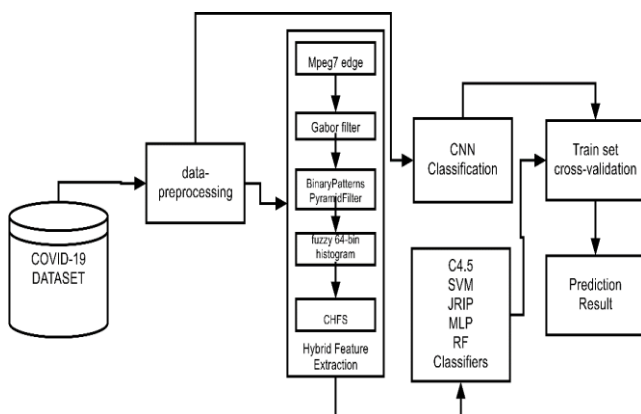 COVID-19
DATASET
data-
preprocessing
Mpeg7 edge
Gabor filter
BinaryPatterns
PyramidFilter
fuzzy 64-bin
histogram
CHFS
Hybrid Feature
Extraction
CNN
Classification
C4.5
SVM
JRIP
MLP
RF
Classifiers
Train set
cross-validation
Prediction
Result